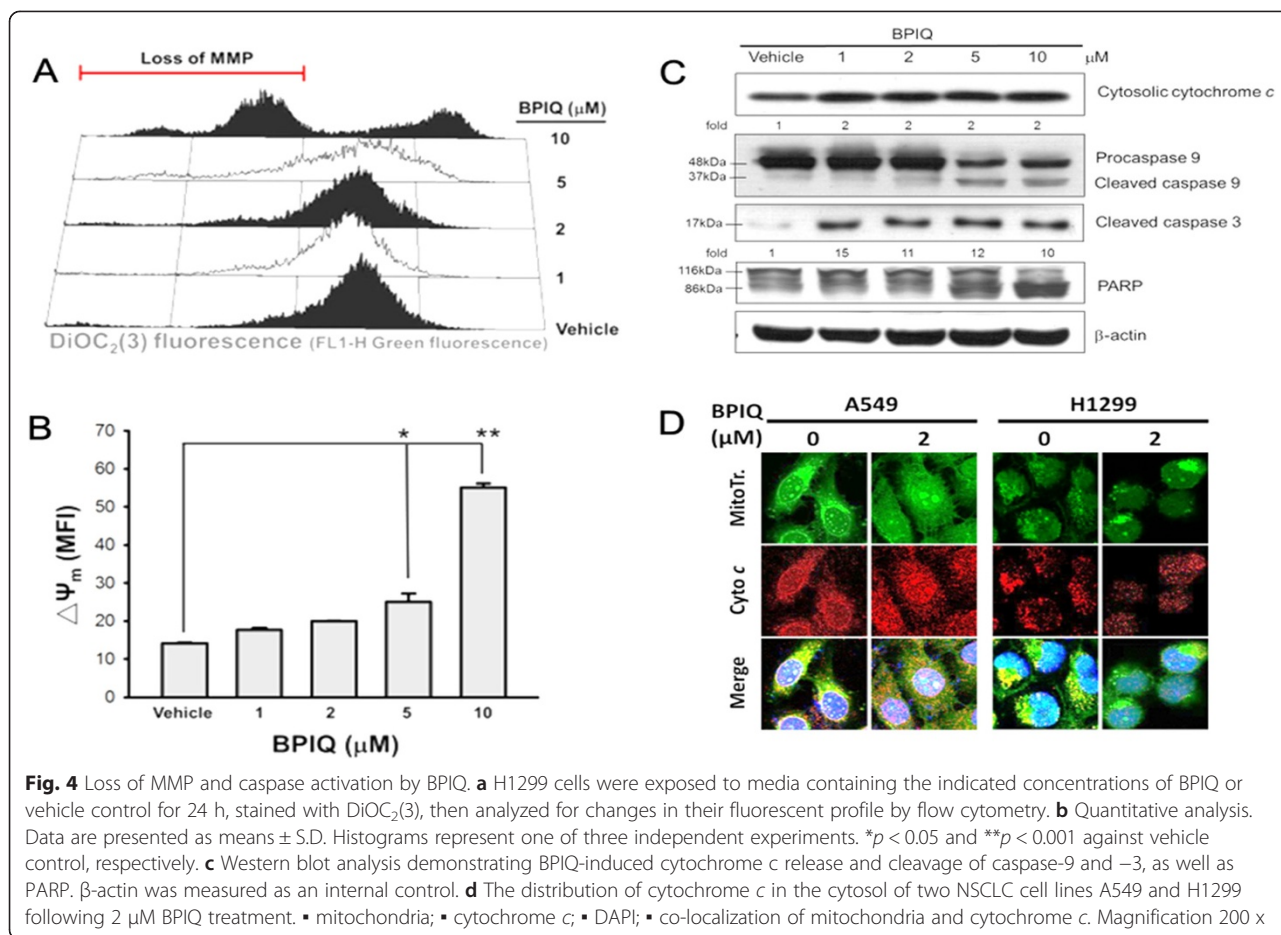 A
Loss of MMP
BPIQ (μM)
10
5
2
1
Vehicle
DiOC2(3) fluorescence (FL1-H Green fluorescence)
B
△Ψm (MFI)
70
60
50
40
30
20
10
0
* **
Vehicle 1 2 5 10
BPIQ (μM)
C
BPIQ
Vehicle 1 2 5 10 μM
Cytosolic cytochrome c
fold 1 2 2 2 2
48kDa Procaspase 9
37kDa Cleaved caspase 9
17kDa Cleaved caspase 3
fold 1 15 11 12 10
116kDa
86kDa PARP
β-actin
D
BPIQ (μM)
A549 H1299
0 2 0 2
MitoTr.
Cyto c
Merge
Fig. 4 Loss of MMP and caspase activation by BPIQ. a H1299 cells were exposed to media containing the indicated concentrations of BPIQ or
vehicle control for 24 h, stained with DiOC2(3), then analyzed for changes in their fluorescent profile by flow cytometry. b Quantitative analysis.
Data are presented as means ± S.D. Histograms represent one of three independent experiments. *p < 0.05 and **p < 0.001 against vehicle
control, respectively. c Western blot analysis demonstrating BPIQ-induced cytochrome c release and cleavage of caspase-9 and −3, as well as
PARP. β-actin was measured as an internal control. d The distribution of cytochrome c in the cytosol of two NSCLC cell lines A549 and H1299
following 2 μM BPIQ treatment. ▪ mitochondria; ▪ cytochrome c; ▪ DAPI; ▪ co-localization of mitochondria and cytochrome c. Magnification 200 x